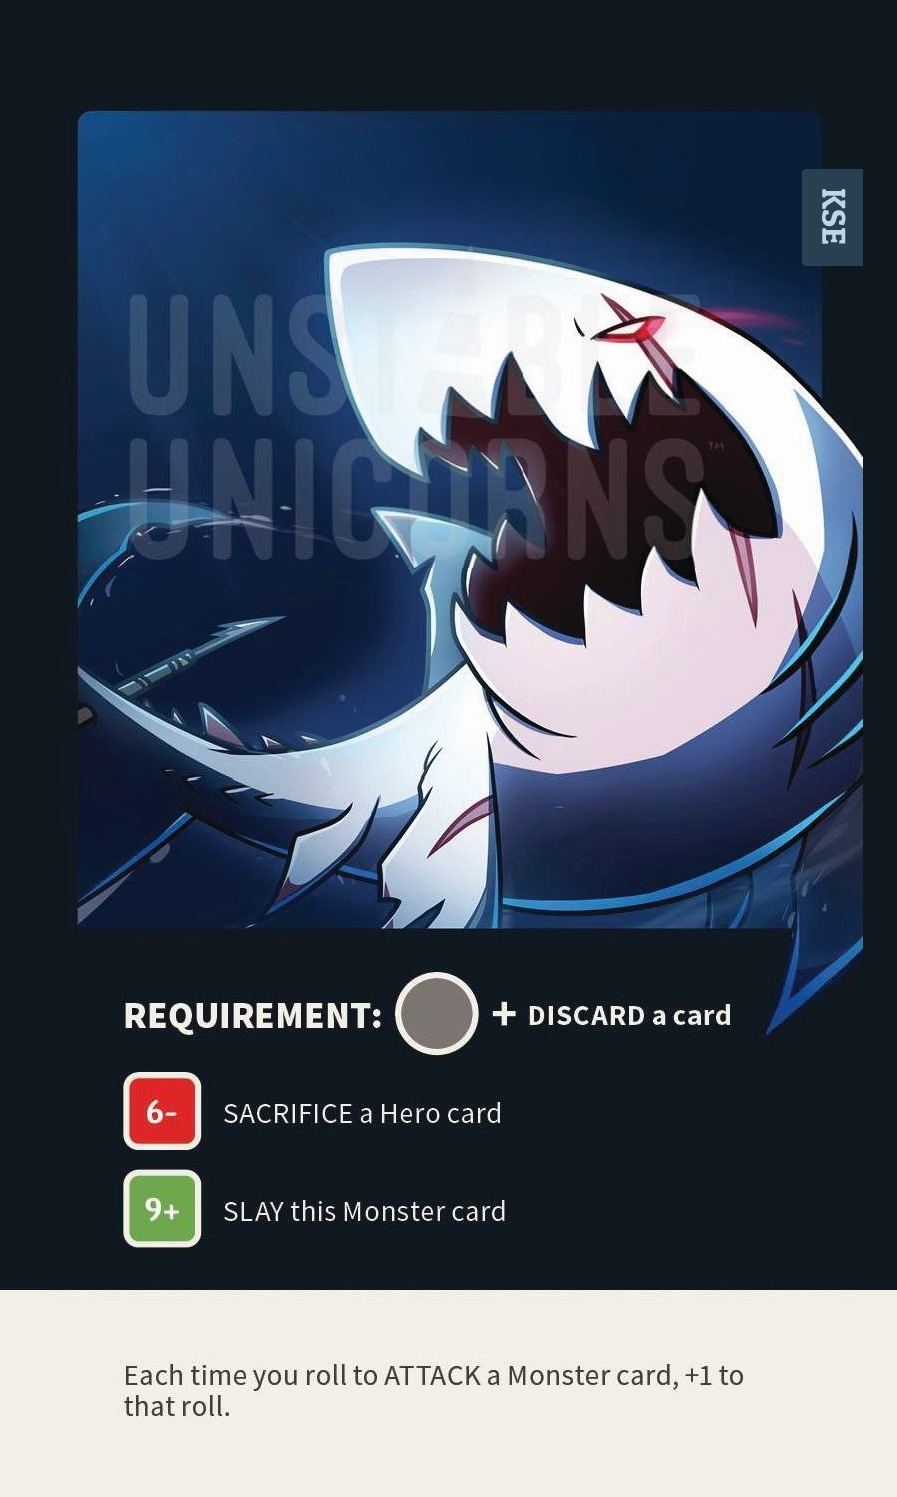 KSE
UNSTABLE
UNICORNS™
REQUIREMENT: + DISCARD a card
6- SACRIFICE a Hero card
9+ SLAY this Monster card
Each time you roll to ATTACK a Monster card, +1 to
that roll.